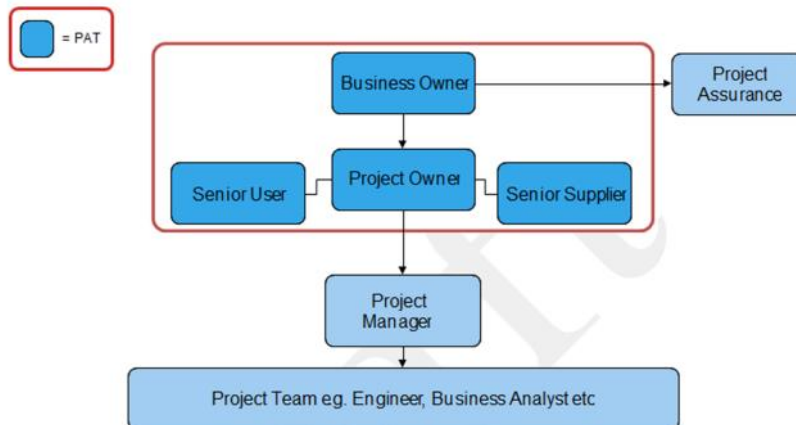 = PAT
Business Owner
Project
Assurance
Senior User
Project Owner
Senior Supplier
Project
Manager
Project Team e.g. Engineer, Business Analyst etc